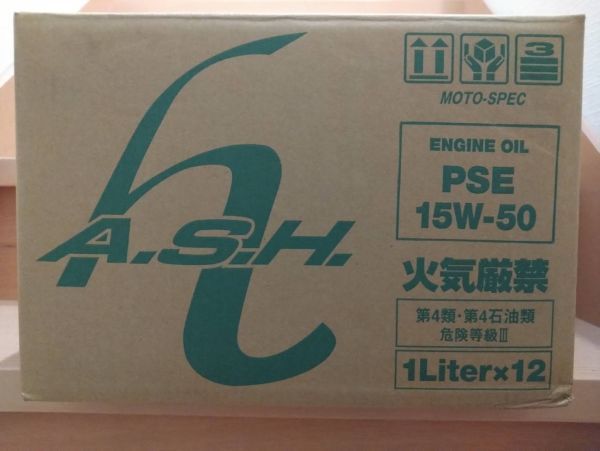 3
MOTO-SPEC
h
A.S.H.
ENGINE OIL
PSE
15W-50
火気厳禁
第4類・第4石油類
危険等級Ⅲ
1Liter×12